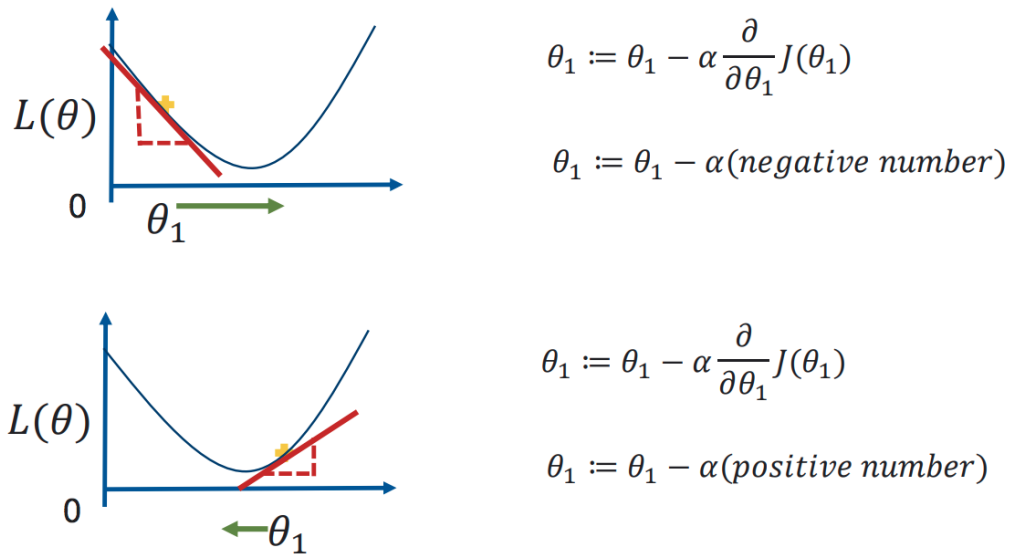 L(θ)
0
θ₁
θ₁ ≔ θ₁ − α ∂/∂θ₁ J(θ₁)
θ₁ ≔ θ₁ − α(negative number)
L(θ)
0
θ₁
θ₁ ≔ θ₁ − α ∂/∂θ₁ J(θ₁)
θ₁ ≔ θ₁ − α(positive number)